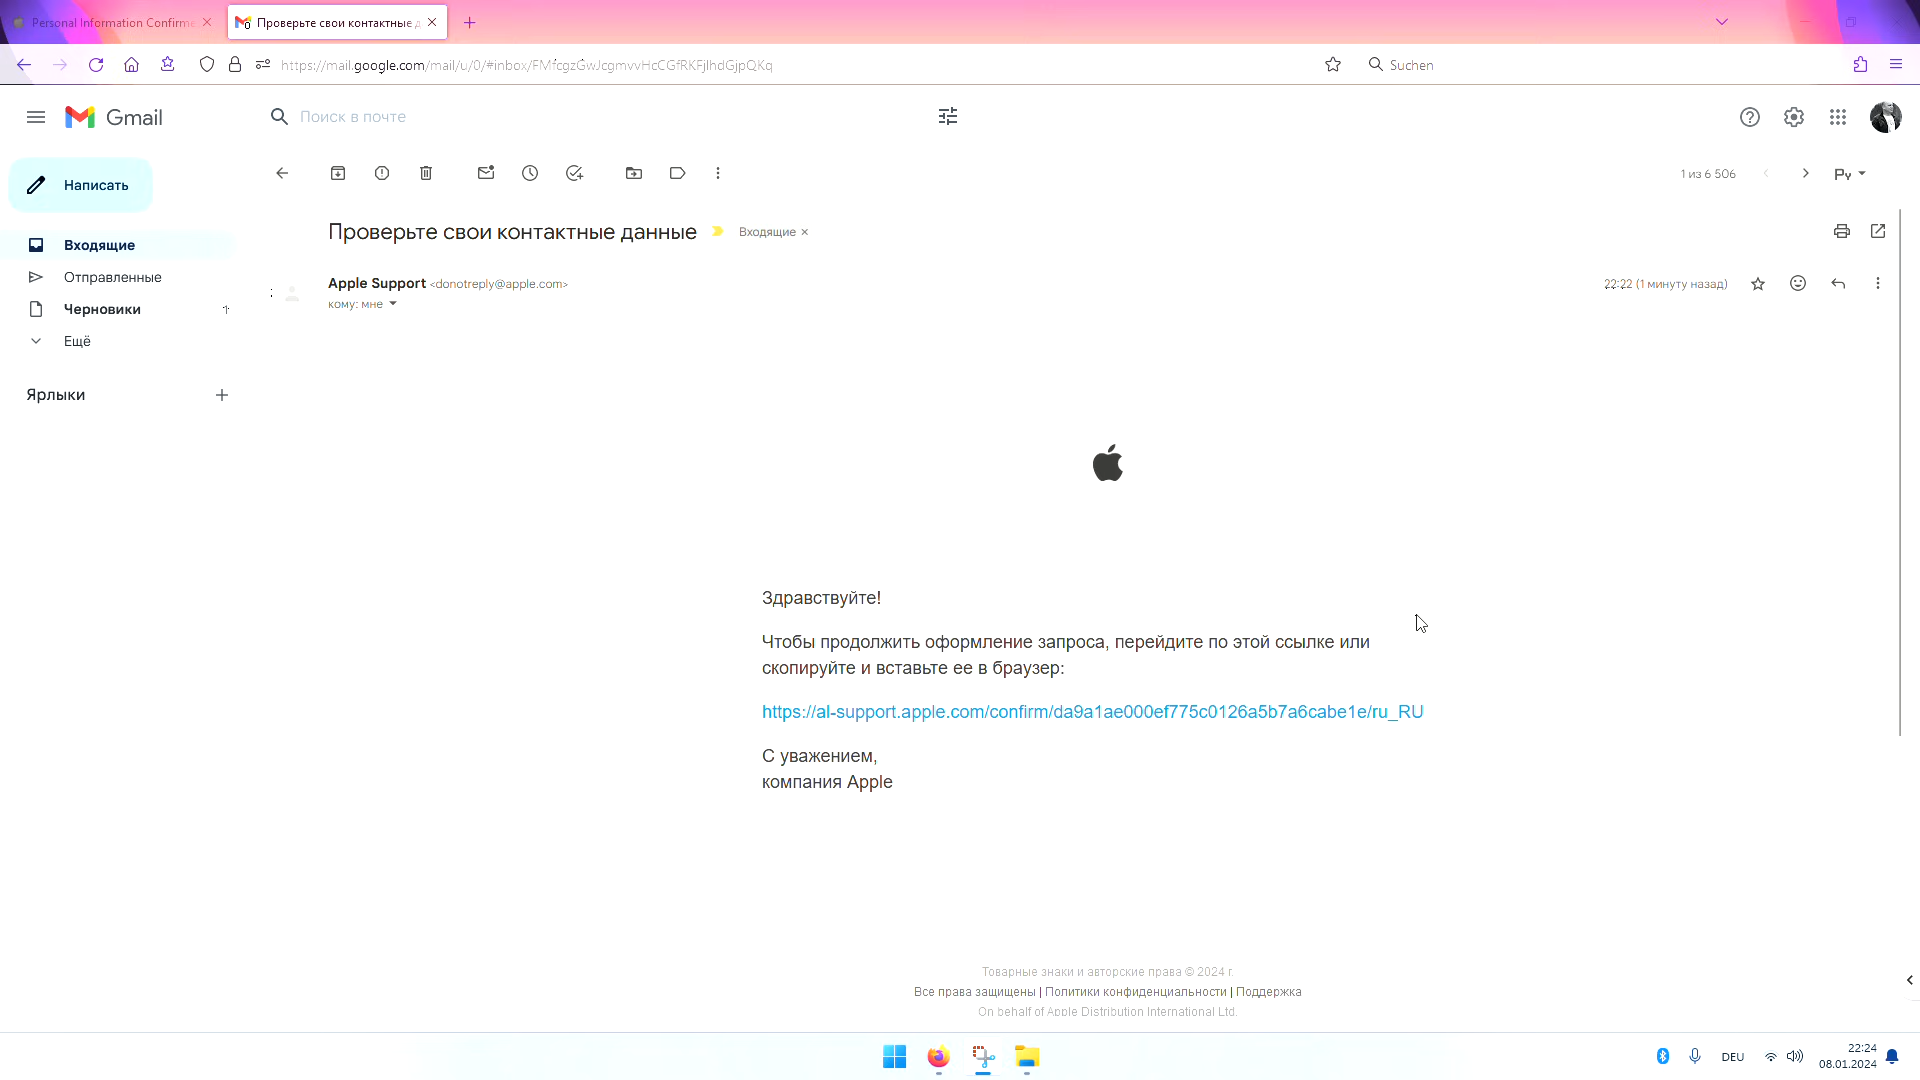 Personal Information Confirme
Проверьте свои контактные д
https://mail.google.com/mail/u/0/#inbox/FMfcgzGwJcgmvvHcCGfRKFjlhdGjpQKq
Suchen
Gmail
Поиск в почте
Написать
1 из 6 506
Ру
Входящие
Отправленные
Черновики
1
Ещё
Ярлыки
Проверьте свои контактные данные
Входящие ×
Apple Support <donotreply@apple.com>
22:22 (1 минуту назад)
кому: мне
Здравствуйте!
Чтобы продолжить оформление запроса, перейдите по этой ссылке или
скопируйте и вставьте ее в браузер:
https://al-support.apple.com/confirm/da9a1ae000ef775c0126a5b7a6cabe1e/ru_RU
С уважением,
компания Apple
Товарные знаки и авторские права © 2024 г.
Все права защищены | Политики конфиденциальности | Поддержка
On behalf of Apple Distribution International Ltd.
DEU
22:24
08.01.2024